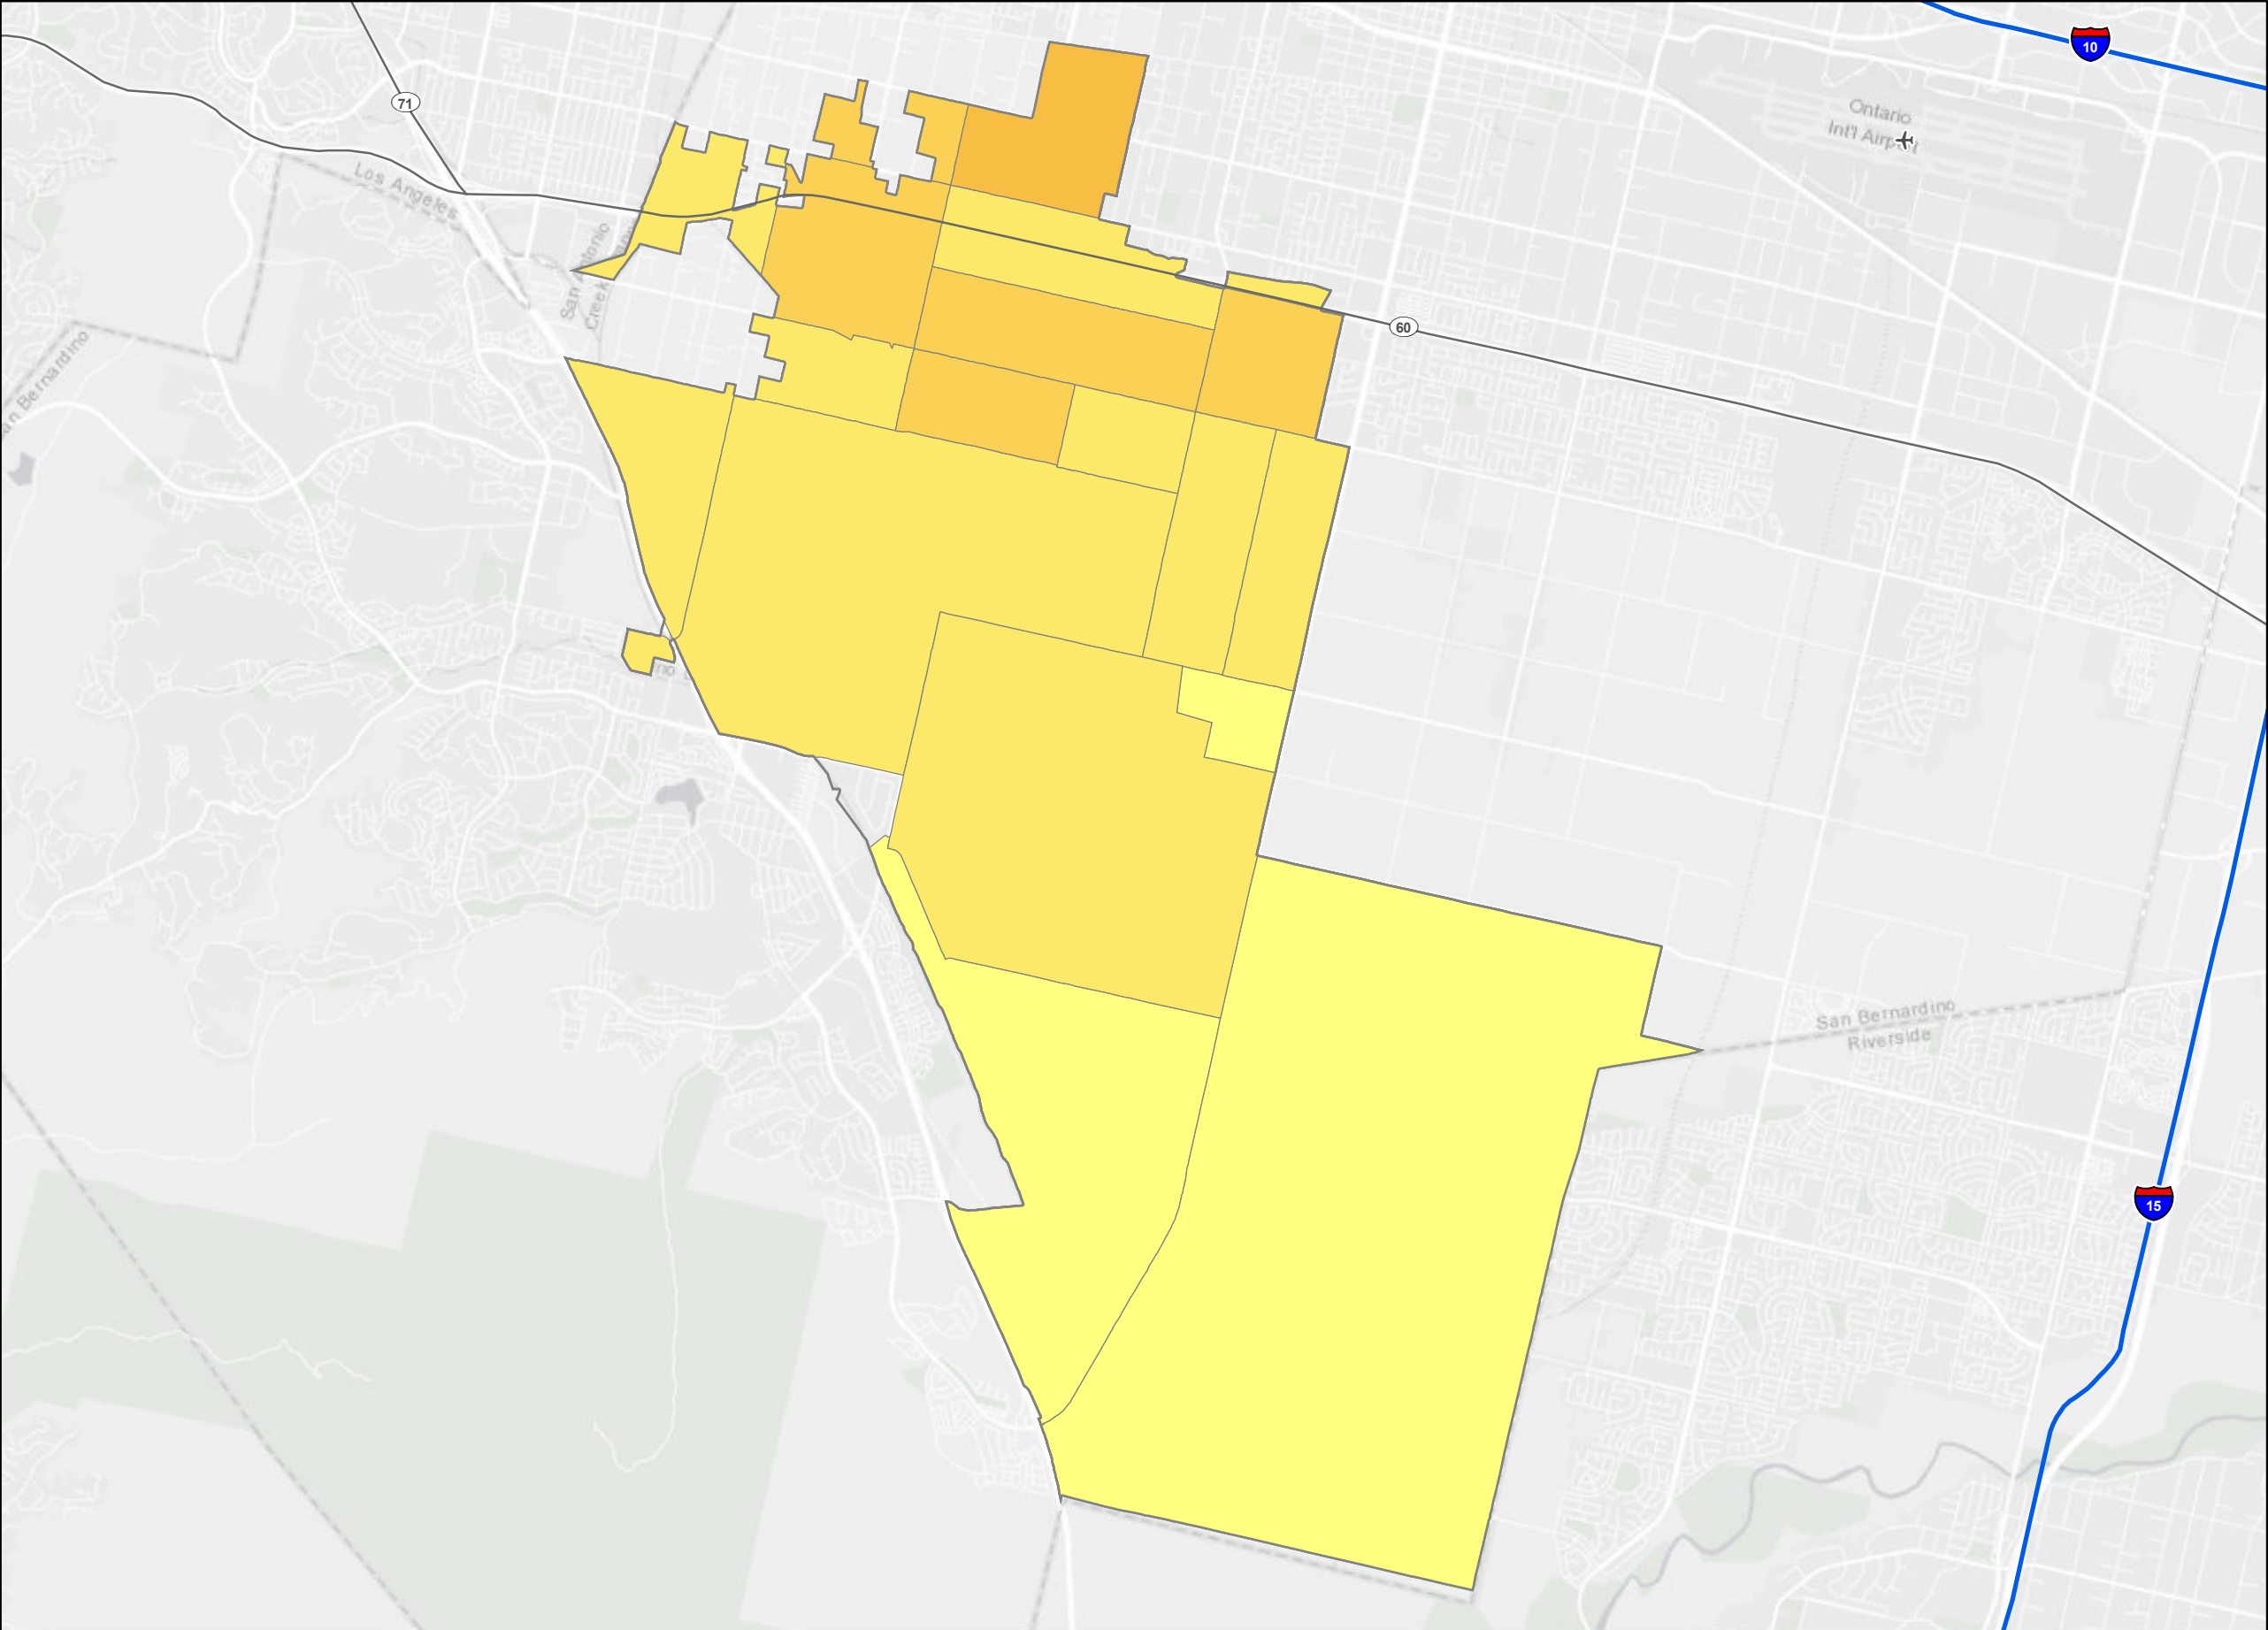 10
71
Ontario
Int'l Airport
Los Angeles
San Antonio
Creek
60
San Bernardino
San Bernardino
Riverside
15